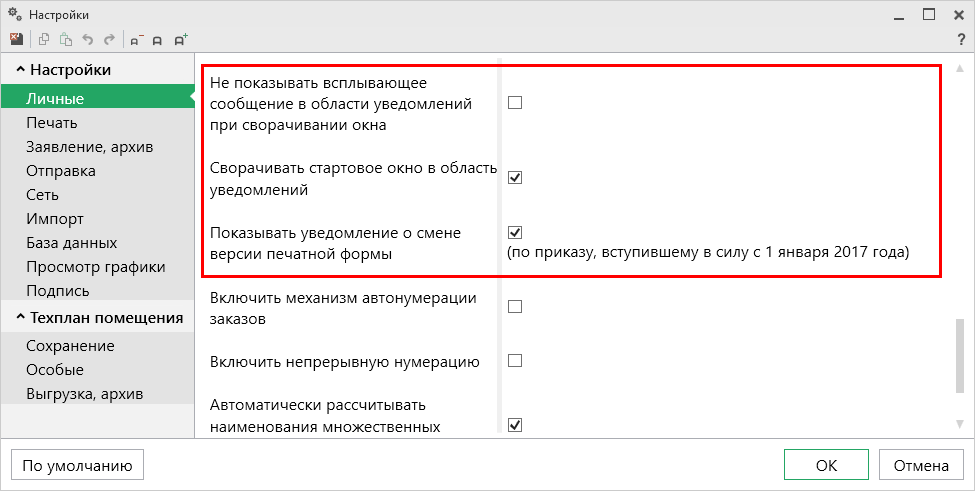 Настройки
?
Настройки
Личные
Печать
Заявление, архив
Отправка
Сеть
Импорт
База данных
Просмотр графики
Подпись
Техплан помещения
Сохранение
Особые
Выгрузка, архив
Не показывать всплывающее
сообщение в области уведомлений
при сворачивании окна
Сворачивать стартовое окно в область
уведомлений
Показывать уведомление о смене
версии печатной формы
(по приказу, вступившему в силу с 1 января 2017 года)
Включить механизм автонумерации
заказов
Включить непрерывную нумерацию
Автоматически рассчитывать
наименования множественных
По умолчанию
ОК
Отмена